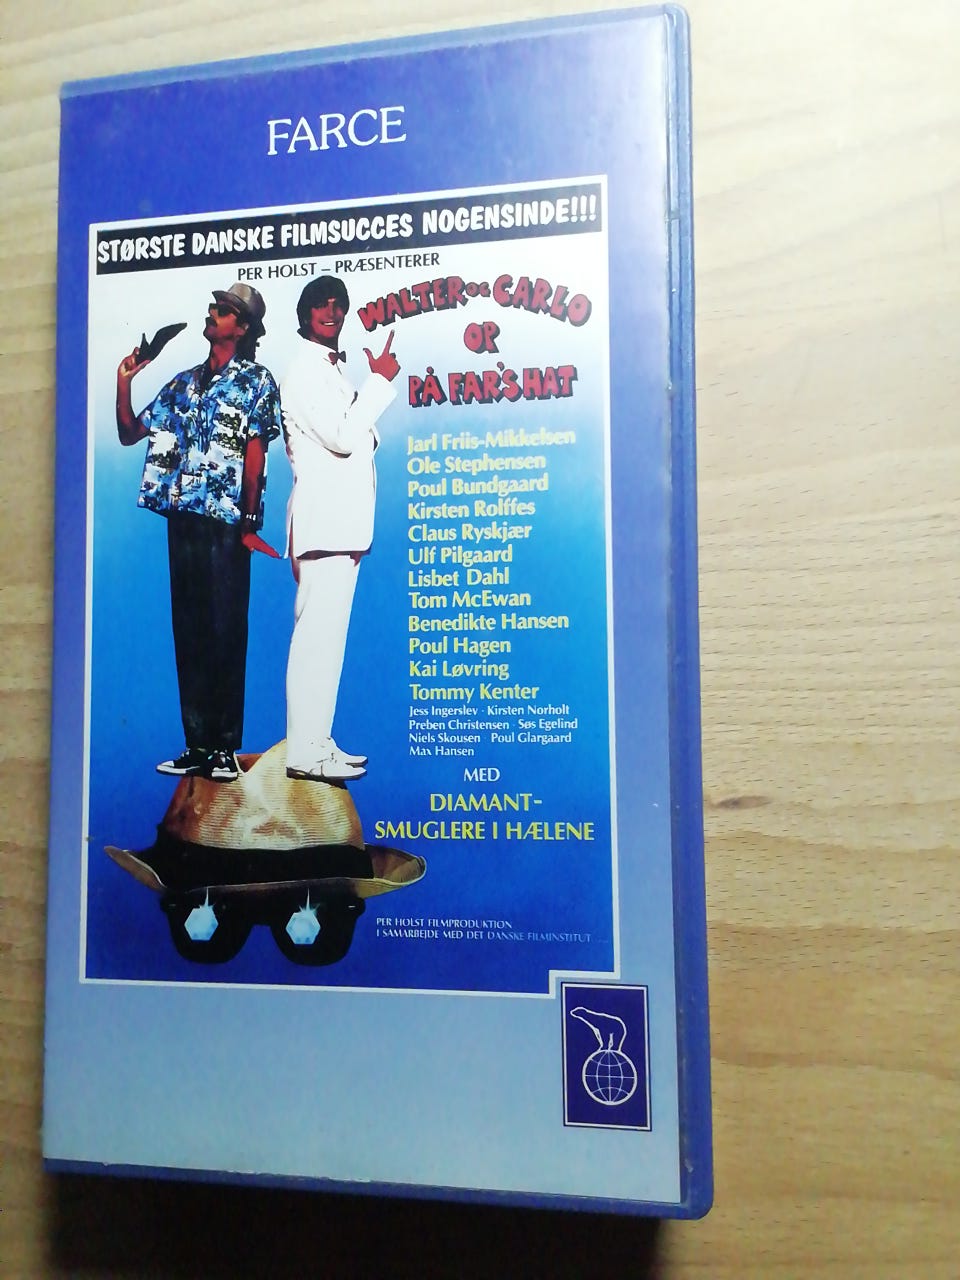 FARCE
STØRSTE DANSKE FILMSUCCES NOGENSINDE!!!
PER HOLST – PRÆSENTERER
WALTER OG CARLO
OP
PÅ FAR'S HAT
Jarl Friis-Mikkelsen
Ole Stephensen
Poul Bundgaard
Kirsten Rolffes
Claus Ryskjær
Ulf Pilgaard
Lisbet Dahl
Tom McEwan
Benedikte Hansen
Poul Hagen
Kai Løvring
Tommy Kenter
Jess Ingerslev · Kirsten Norholt
Preben Christensen · Søs Egelind
Niels Skousen · Poul Glargaard
Max Hansen
MED
DIAMANT-
SMUGLERE I HÆLENE
PER HOLST FILMPRODUKTION
I SAMARBEJDE MED DET DANSKE FILMINSTITUT